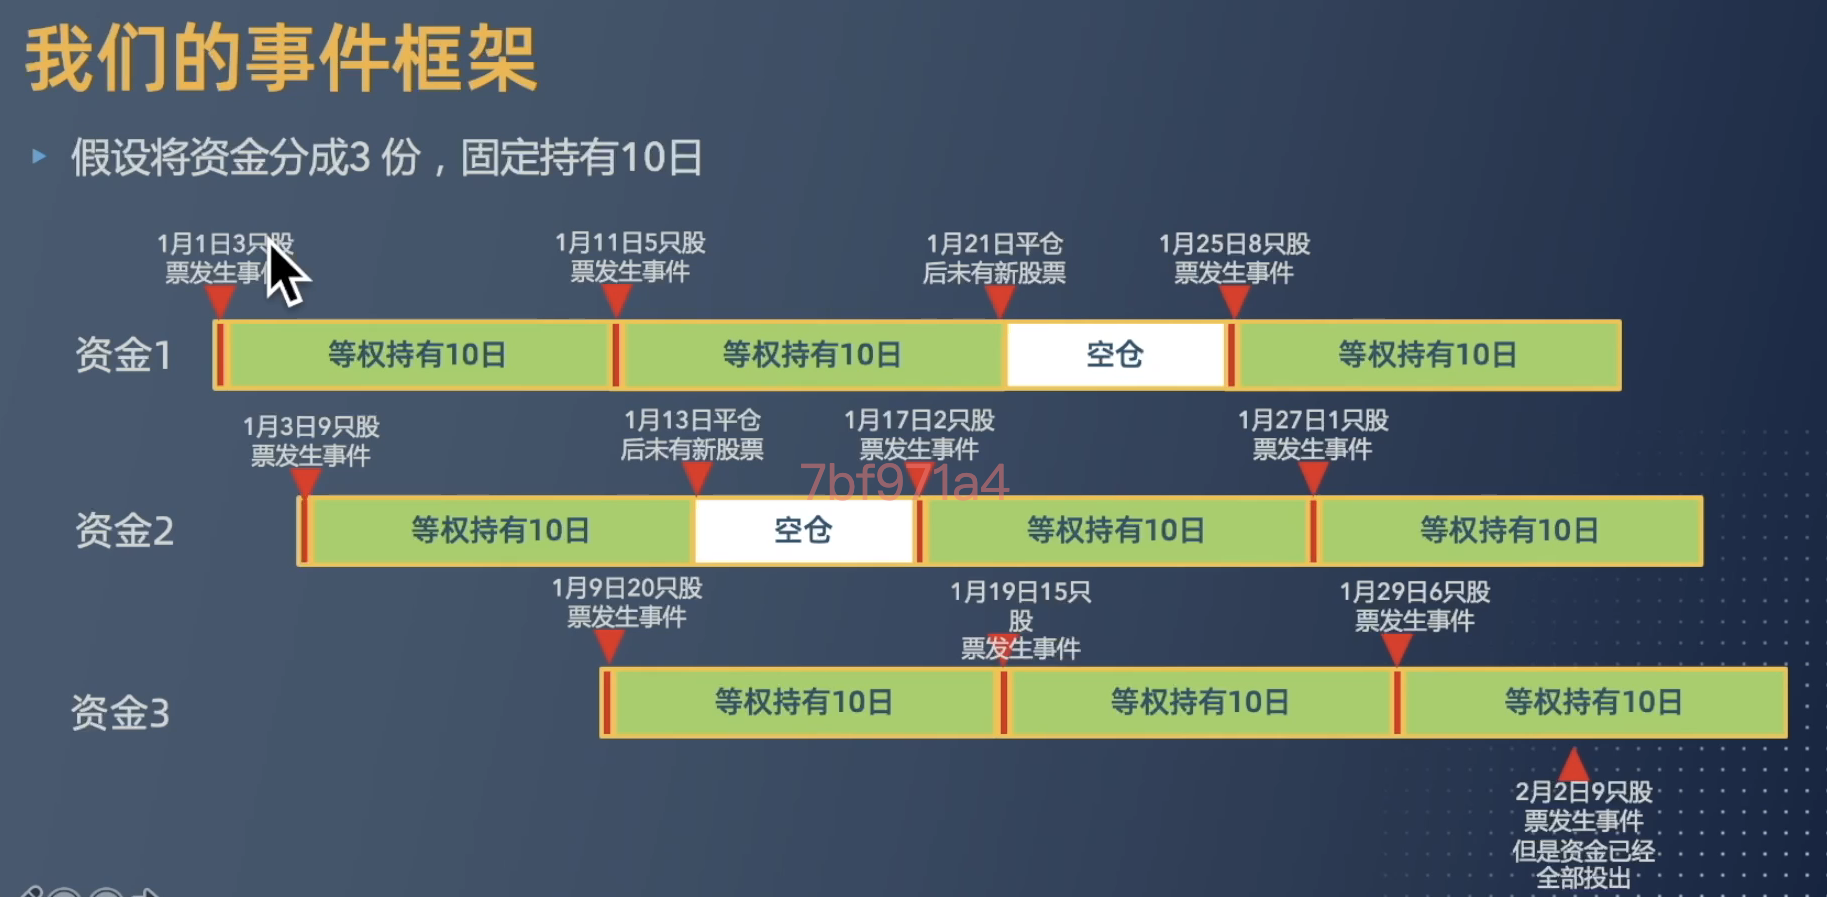 我们的事件框架
假设将资金分成3 份，固定持有10日
1月1日3只股
票发生事件
1月11日5只股
票发生事件
1月21日平仓
后未有新股票
1月25日8只股
票发生事件
资金1
等权持有10日
等权持有10日
空仓
等权持有10日
1月3日9只股
票发生事件
1月13日平仓
后未有新股票
1月17日2只股
票发生事件
1月27日1只股
票发生事件
7bf971a4
资金2
等权持有10日
空仓
等权持有10日
等权持有10日
1月9日20只股
票发生事件
1月19日15只
股
票发生事件
1月29日6只股
票发生事件
资金3
等权持有10日
等权持有10日
等权持有10日
2月2日9只股
票发生事件
但是资金已经
全部投出